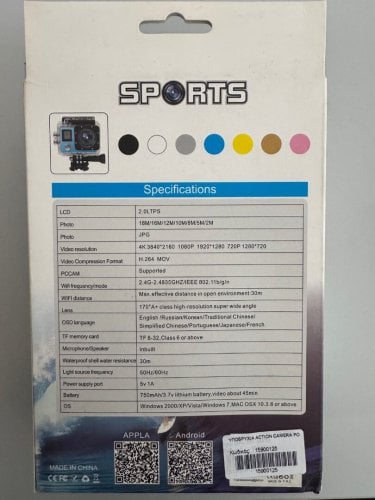 SPORTS
Specifications
LCD 2.0LTPS
Photo 16M/16M/12M/10M/8M/5M/2M
Photo JPG
Video resolution 4K 3840*2160 1080P 1920*1280 720P 1200*720
Video Compression Format H.264 MOV
PCCAM Supported
Wifi frequency/mode 2.4G-2.4835GHZ/IEEE 802.11b/g/n
WIFI distance Max.effective distance in open environment:30m
Lens 170°A+ class high-resolution super wide angle
OSD language English /Russian/Korean/Traditional Chinese/
Simplified Chinese/Portuguese/Japanese/French
TF memory card TF 8-32,Class 6 or above
Microphone/Speaker Inbuilt
Waterproof shell water resistance 30m
Light source frequency 50Hz/60Hz
Power supply port 5v 1A
Battery 750mAh/3.7v lithium battery,video about 45min.
OS Windows 2000/XP/Vista/Windows 7,MAC OSX 10.3.6 or above
APPLA Android
MADE IN CHINA
ΥΠΟΒΡΥΧΙΑ ACTION CAMERA FO
Κωδικός: 15900125
15900125